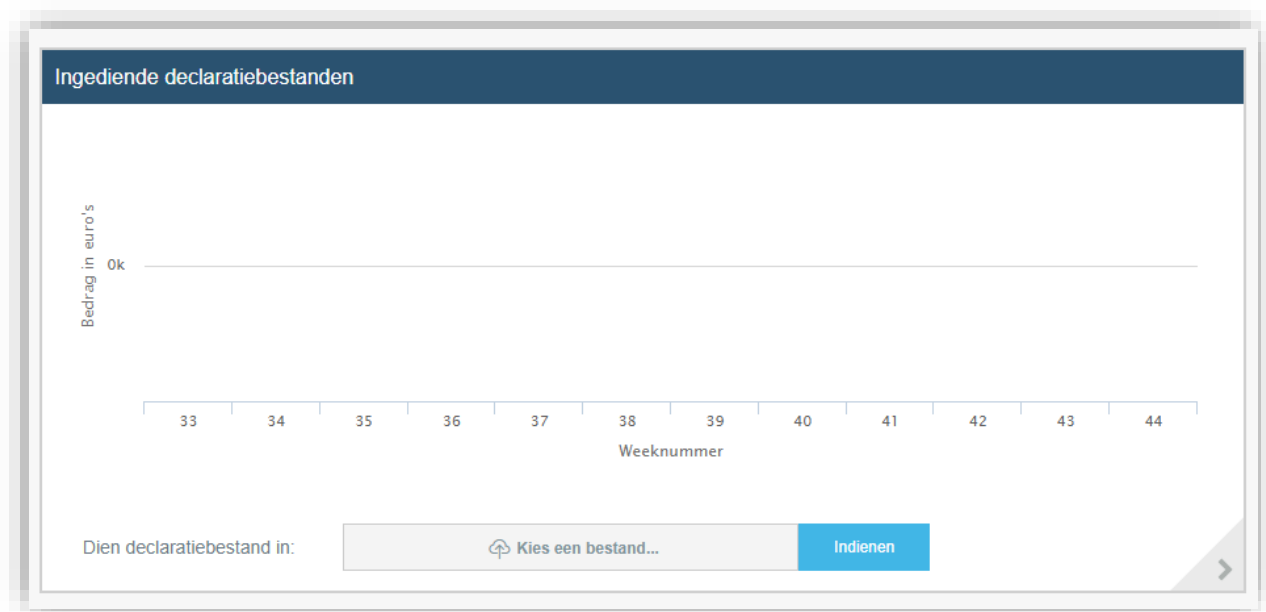 Ingediende declaratiebestanden
Bedrag in euro's
0k
33 34 35 36 37 38 39 40 41 42 43 44
Weeknummer
Dien declaratiebestand in: Kies een bestand... Indienen